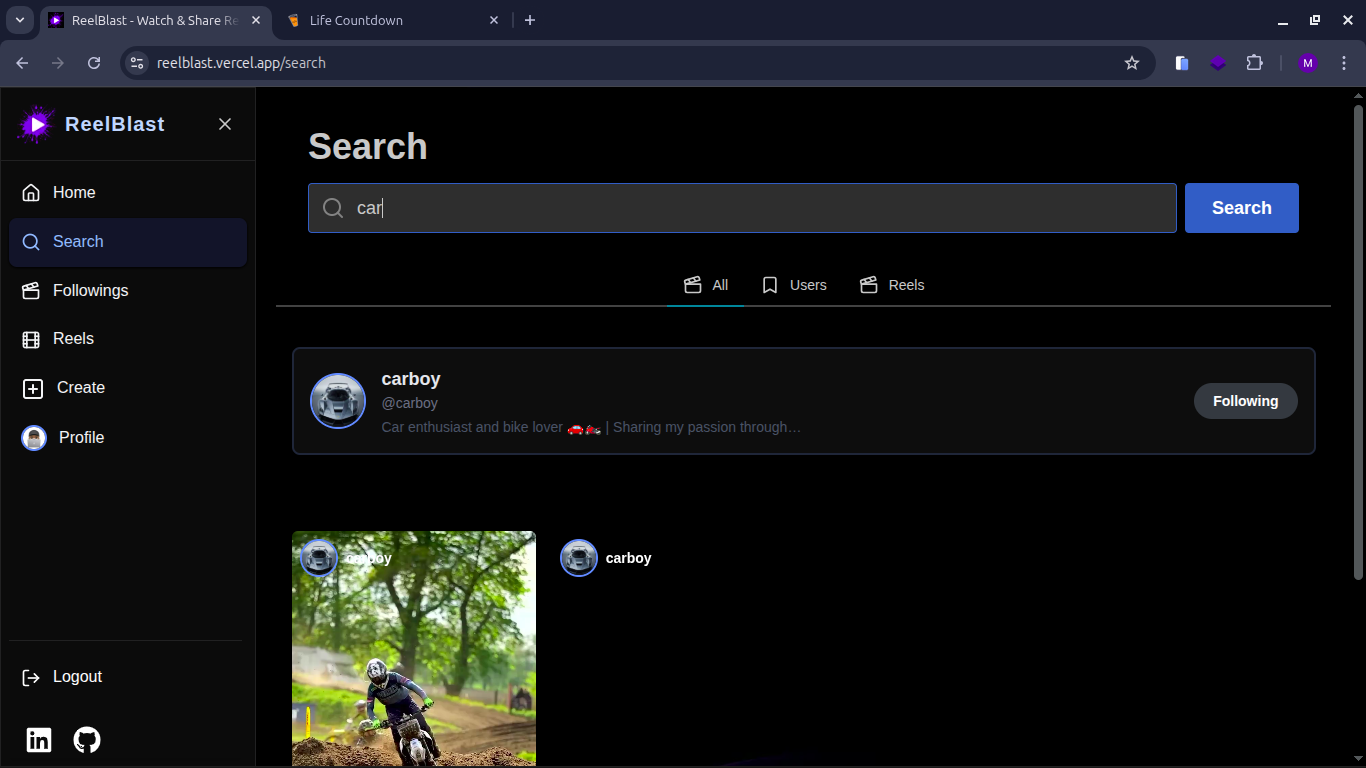 ReelBlast - Watch & Share Re
Life Countdown
reelblast.vercel.app/search
M
ReelBlast
Home
Search
Followings
Reels
Create
Profile
Logout
Search
car
Search
All
Users
Reels
carboy
@carboy
Car enthusiast and bike lover 🚗🏍️ | Sharing my passion through…
Following
carboy
carboy